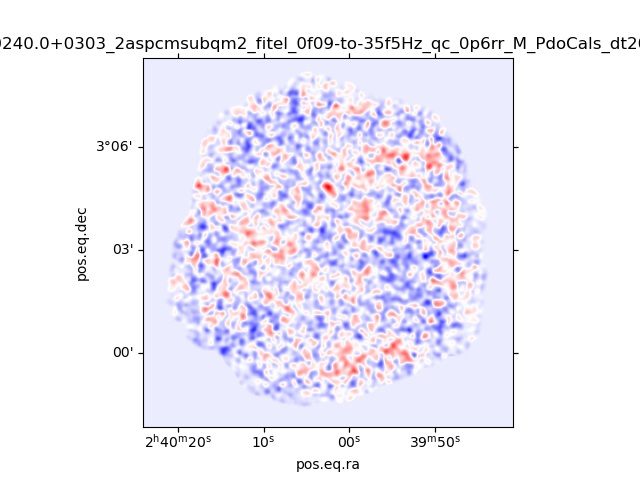 0240.0+0303_2aspcmsubqm2_fitel_0f09-to-35f5Hz_qc_0p6rr_M_PdoCals_dt20
pos.eq.dec
3°06'
03'
00'
2h40m20s 10s 00s 39m50s
pos.eq.ra